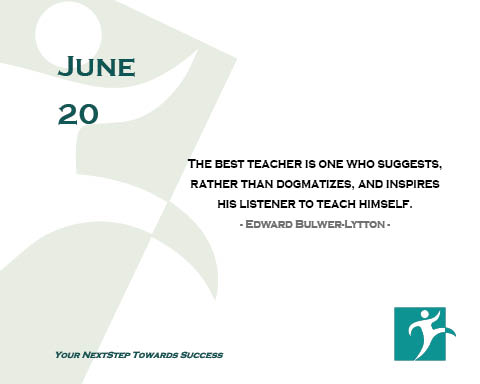 June
20
The best teacher is one who suggests,
rather than dogmatizes, and inspires
his listener to teach himself.
- Edward Bulwer-Lytton -
Your NextStep Towards Success